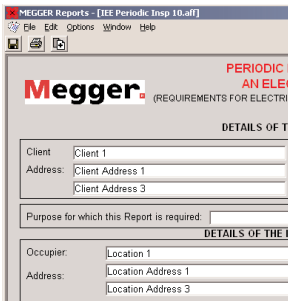 MEGGER Reports - [IEE Periodic Insp 10.aff]
File Edit Options Window Help
PERIODIC
Megger.
AN ELE
(REQUIREMENTS FOR ELECTRI
DETAILS OF T
Client
Client 1
Address:
Client Address 1
Client Address 3
Purpose for which this Report is required:
DETAILS OF THE
Occupier:
Location 1
Address:
Location Address 1
Location Address 3